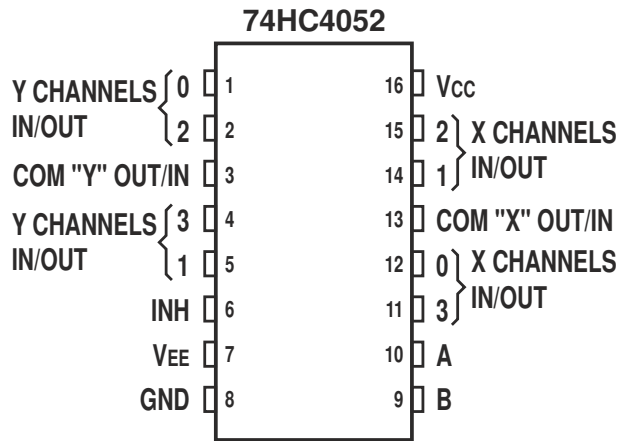 74HC4052
Y CHANNELS IN/OUT
0 1
2 2
COM "Y" OUT/IN 3
Y CHANNELS IN/OUT
3 4
1 5
INH 6
VEE 7
GND 8
16 VCC
15 2
14 1
X CHANNELS IN/OUT
13 COM "X" OUT/IN
12 0
11 3
X CHANNELS IN/OUT
10 A
9 B